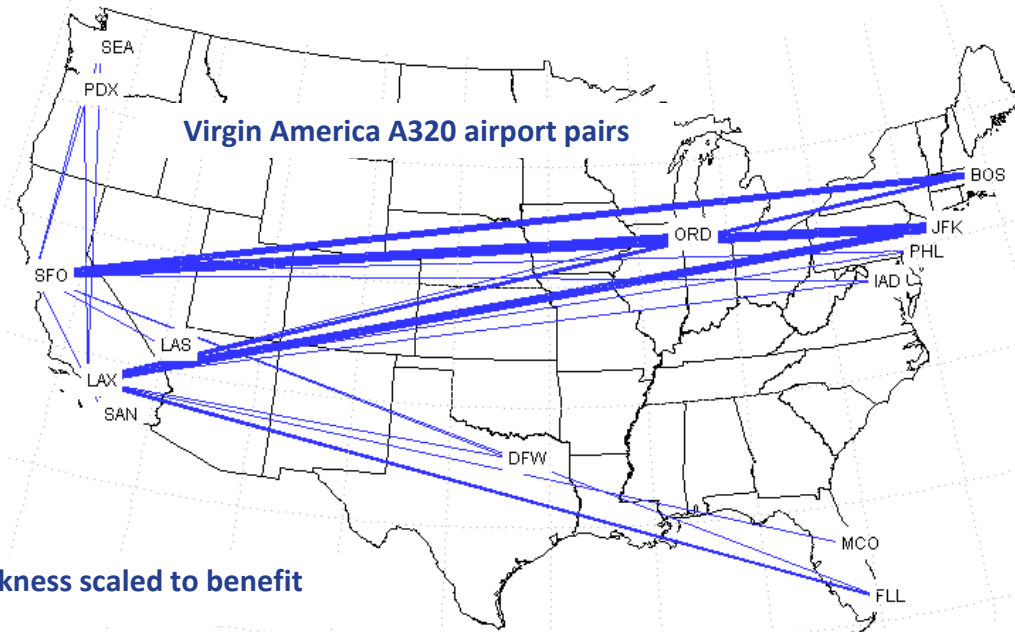 SEA
PDX
Virgin America A320 airport pairs
BOS
JFK
ORD
PHL
SFO
IAD
LAS
LAX
SAN
DFW
MCO
FLL
kness scaled to benefit